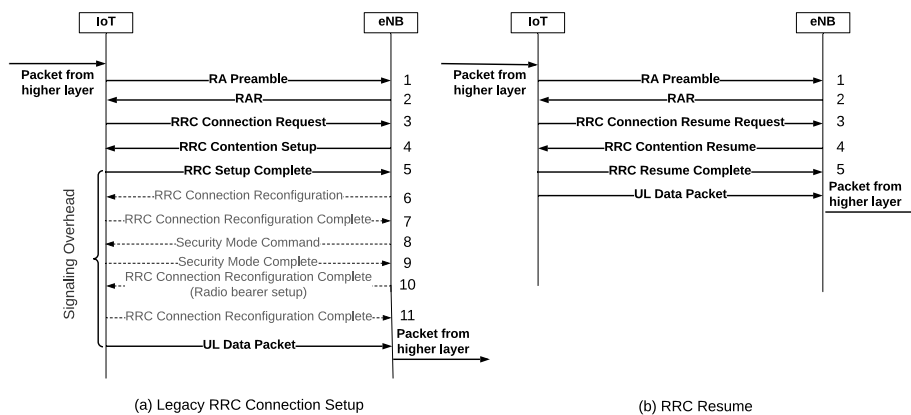 IoT
eNB
Packet from
higher layer
RA Preamble
1
RAR
2
RRC Connection Request
3
RRC Contention Setup
4
RRC Setup Complete
5
RRC Connection Reconfiguration
6
RRC Connection Reconfiguration Complete
7
Security Mode Command
8
Security Mode Complete
9
RRC Connection Reconfiguration Complete
(Radio bearer setup)
10
RRC Connection Reconfiguration Complete
11
UL Data Packet
Packet from
higher layer
Signaling Overhead
(a) Legacy RRC Connection Setup
IoT
eNB
Packet from
higher layer
RA Preamble
1
RAR
2
RRC Connection Resume Request
3
RRC Contention Resume
4
RRC Resume Complete
5
UL Data Packet
Packet from
higher layer
(b) RRC Resume